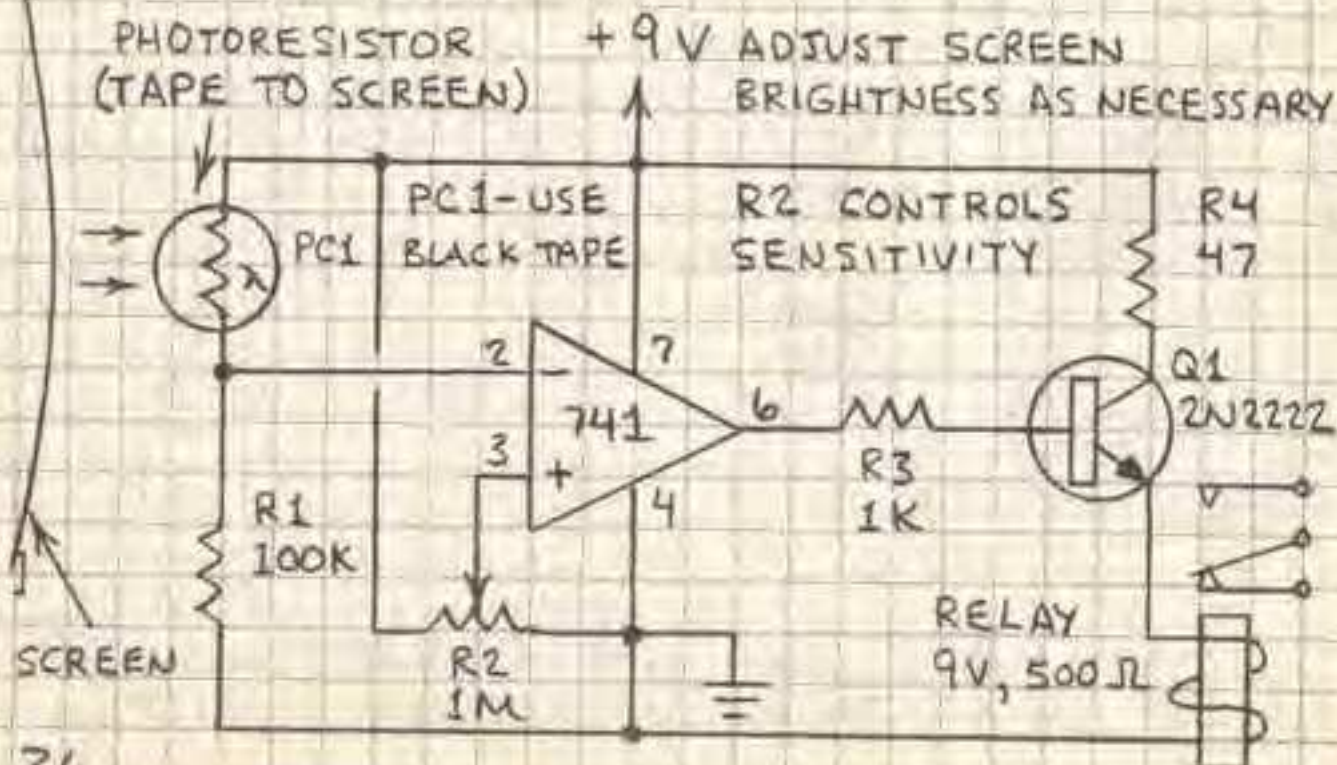 PHOTORESISTOR
(TAPE TO SCREEN)
+9V ADJUST SCREEN
BRIGHTNESS AS NECESSARY
PC1
PC1-USE
BLACK TAPE
R2 CONTROLS
SENSITIVITY
R4
47
λ
2
-
7
741
3
+
4
6
R3
1K
Q1
2N2222
R1
100K
R2
1M
RELAY
9V, 500Ω
SCREEN